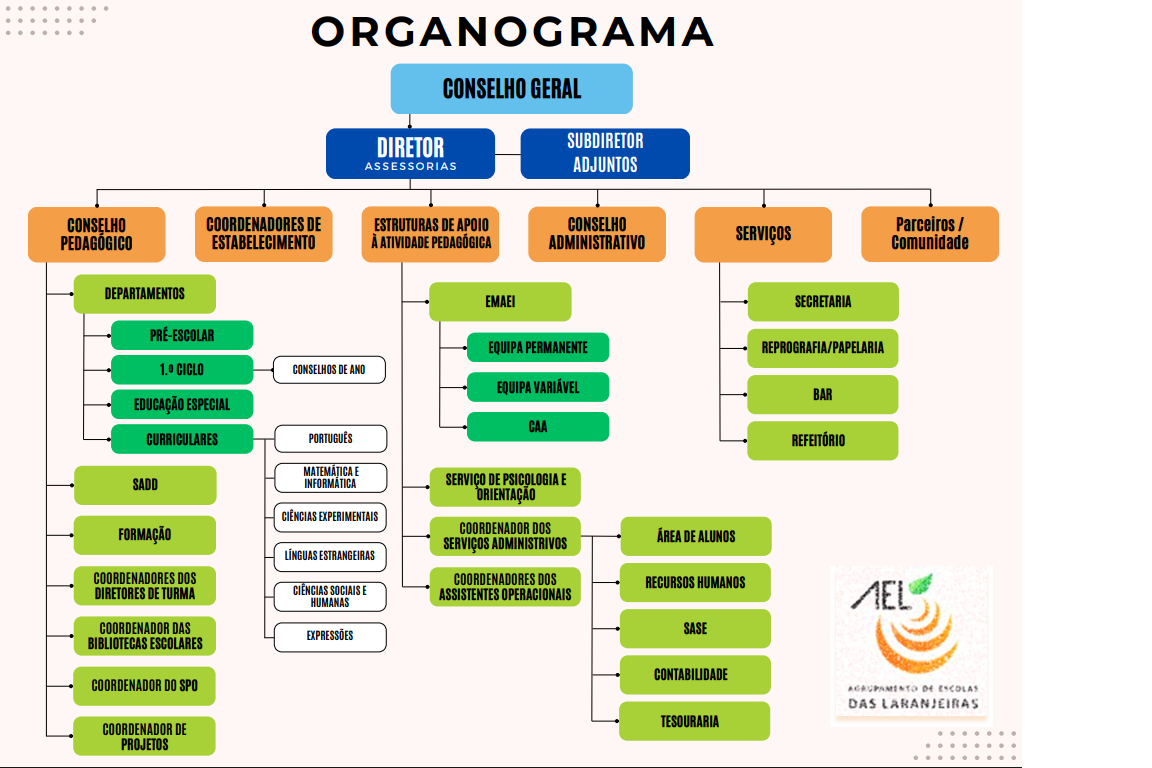 ORGANOGRAMA
CONSELHO GERAL
DIRETOR
ASSESSORIAS
SUBDIRETOR
ADJUNTOS
CONSELHO
PEDAGÓGICO
COORDENADORES DE
ESTABELECIMENTO
ESTRUTURAS DE APOIO
À ATIVIDADE PEDAGÓGICA
CONSELHO
ADMINISTRATIVO
SERVIÇOS
Parceiros /
Comunidade
DEPARTAMENTOS
PRÉ-ESCOLAR
1.º CICLO
CONSELHOS DE ANO
EDUCAÇÃO ESPECIAL
CURRICULARES
PORTUGUÊS
MATEMÁTICA E
INFORMÁTICA
CIÊNCIAS EXPERIMENTAIS
LÍNGUAS ESTRANGEIRAS
CIÊNCIAS SOCIAIS E
HUMANAS
EXPRESSÕES
SADD
FORMAÇÃO
COORDENADORES DOS
DIRETORES DE TURMA
COORDENADOR DAS
BIBLIOTECAS ESCOLARES
COORDENADOR DO SPO
COORDENADOR DE
PROJETOS
EMAEI
EQUIPA PERMANENTE
EQUIPA VARIÁVEL
CAA
SERVIÇO DE PSICOLOGIA E
ORIENTAÇÃO
COORDENADOR DOS
SERVIÇOS ADMINISTRIVOS
COORDENADORES DOS
ASSISTENTES OPERACIONAIS
ÁREA DE ALUNOS
RECURSOS HUMANOS
SASE
CONTABILIDADE
TESOURARIA
SECRETARIA
REPROGRAFIA/PAPELARIA
BAR
REFEITÓRIO
AEL
AGRUPAMENTO DE ESCOLAS
DAS LARANJEIRAS